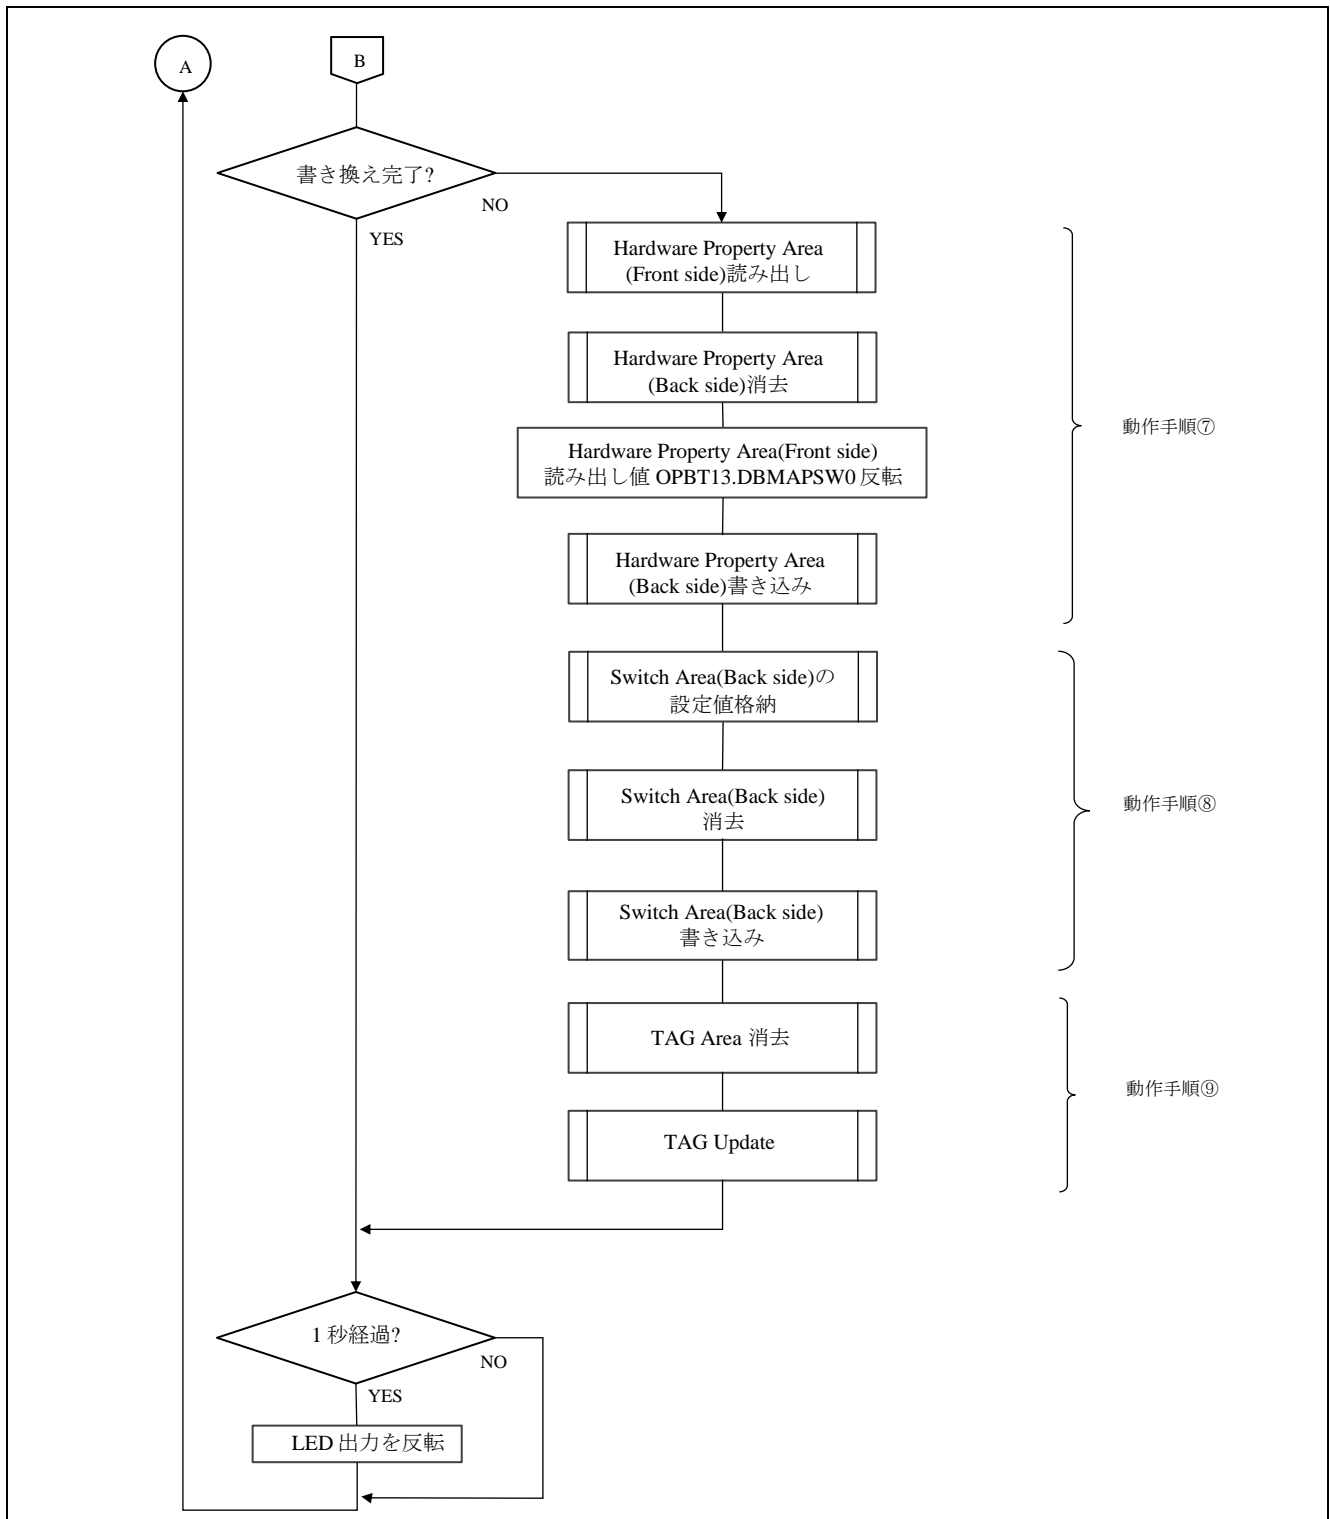 A
B
書き換え完了?
NO
YES
Hardware Property Area
(Front side)読み出し
Hardware Property Area
(Back side)消去
Hardware Property Area(Front side)
読み出し値 OPBT13.DBMAPSW0 反転
Hardware Property Area
(Back side)書き込み
動作手順⑦
Switch Area(Back side)の
設定値格納
Switch Area(Back side)
消去
Switch Area(Back side)
書き込み
動作手順⑧
TAG Area 消去
TAG Update
動作手順⑨
1 秒経過?
NO
YES
LED 出力を反転